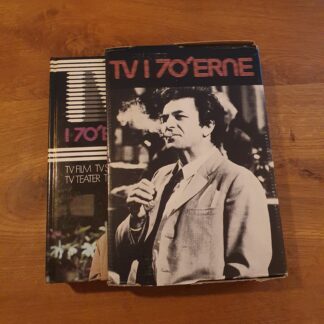 TV I 70'ERNE
I 70'E
TV FILM TV S
TV TEATER T